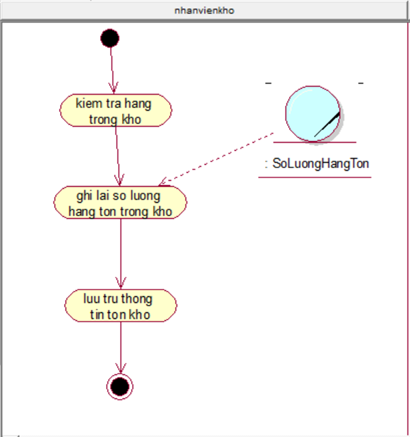 nhanvienkho
kiem tra hang
trong kho
: SoLuongHangTon
ghi lai so luong
hang ton trong kho
luu tru thong
tin ton kho